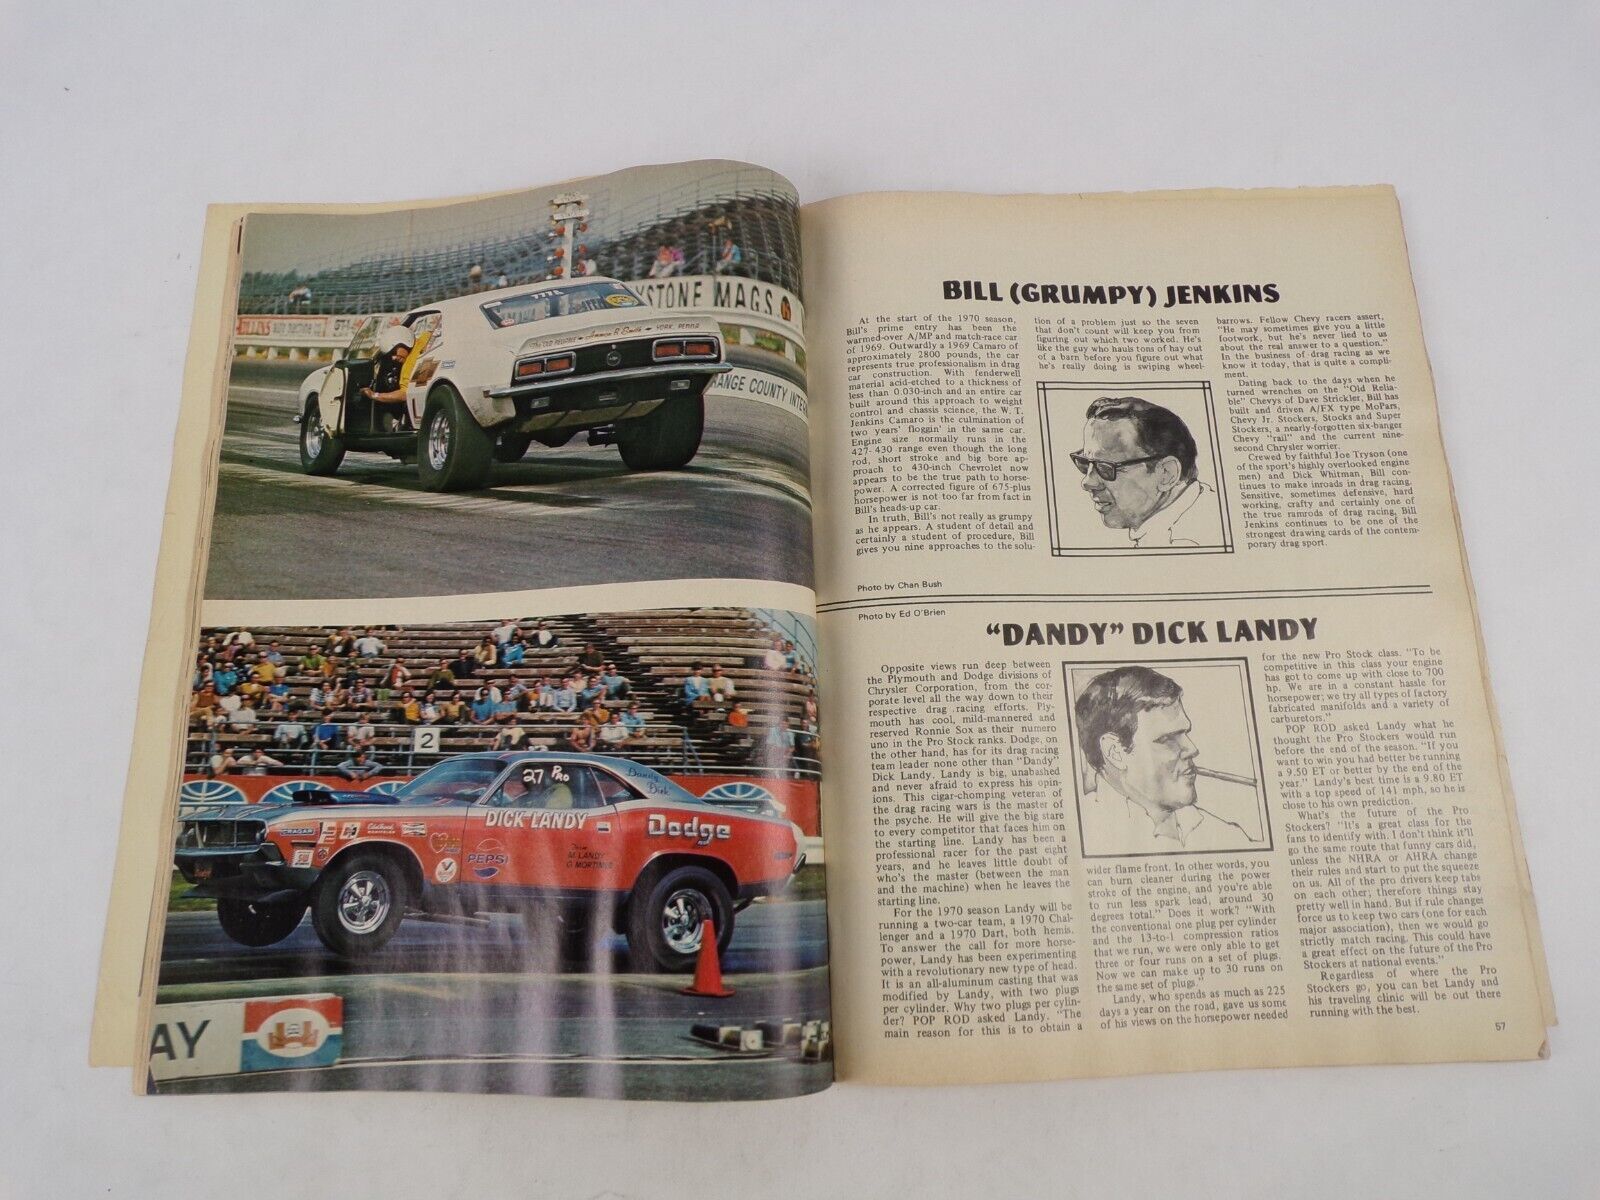 YSTONE MAGS
RANGE COUNTY INTE
The OLD RELIABLE
Ammon R. Smith
YORK, PENNA
2
27 PRO
Dandy
Dick
DICK LANDY
Dodge
CRAGAR
Edelbrock
PEPSI
M. LANDY
AY
BILL (GRUMPY) JENKINS
At the start of the 1970 season,
Bill's prime entry has been the
warmed-over A/MP and match-race car
of 1969. Outwardly a 1969 Camaro of
approximately 2800 pounds, the car
represents true professionalism in drag
car construction. With fenderwell
material acid-etched to a thickness of
less than 0.030-inch and an entire car
built around this approach to weight
control and chassis science, the W. T.
Jenkins Camaro is the culmination of
two years' floggin' in the same car.
Engine size normally runs in the
427-430 range even though the long
rod, short stroke and big bore ap-
proach to 430-inch Chevrolet now
appears to be the true path to horse-
power. A corrected figure of 675-plus
horsepower is not too far from fact in
Bill's heads-up car.
In truth, Bill's not really as grumpy
as he appears. A student of detail and
certainly a student of procedure, Bill
gives you nine approaches to the solu-
tion of a problem just so the seven
that don't count will keep you from
figuring out which two worked. He's
like the guy who hauls tons of hay out
of a barn before you figure out what
he's really doing is swiping wheel-
barrows. Fellow Chevy racers assert,
"He may sometimes give you a little
footwork, but he's never lied to us
about the real answer to a question."
In the business of drag racing as we
know it today, that is quite a compli-
ment.
Dating back to the days when he
turned wrenches on the "Old Relia-
ble" Chevys of Dave Strickler, Bill has
built and driven A/FX type MoPars,
Chevy Jr. Stockers, Stocks and Super
Stockers, a nearly-forgotten six-banger
Chevy "rail" and the current nine-
second Chrysler worrier.
Crewed by faithful Joe Tryson (one
of the sport's highly overlooked engine
men) and Dick Whitman, Bill con-
tinues to make inroads in drag racing.
Sensitive, sometimes defensive, hard
working, crafty and certainly one of
the true ramrods of drag racing, Bill
Jenkins continues to be one of the
strongest drawing cards of the contem-
porary drag sport.
Photo by Chan Bush
Photo by Ed O'Brien
"DANDY" DICK LANDY
Opposite views run deep between
the Plymouth and Dodge divisions of
Chrysler Corporation, from the cor-
porate level all the way down to their
respective drag racing efforts. Ply-
mouth has cool, mild-mannered and
reserved Ronnie Sox as their numero
uno in the Pro Stock ranks. Dodge, on
the other hand, has for its drag racing
team leader none other than "Dandy"
Dick Landy. Landy is big, unabashed
and never afraid to express his opin-
ions. This cigar-chomping veteran of
the drag racing wars is the master of
the psyche. He will give the big stare
to every competitor that faces him on
the starting line. Landy has been a
professional racer for the past eight
years, and he leaves little doubt of
who's the master (between the man
and the machine) when he leaves the
starting line.
For the 1970 season Landy will be
running a two-car team, a 1970 Chal-
lenger and a 1970 Dart, both hemis.
To answer the call for more horse-
power, Landy has been experimenting
with a revolutionary new type of head.
It is an all-aluminum casting that was
modified by Landy, with two plugs
per cylinder. Why two plugs per cylin-
der? POP ROD asked Landy. "The
main reason for this is to obtain a
wider flame front. In other words, you
can burn cleaner during the power
stroke of the engine, and you're able
to run less spark lead, around 30
degrees total." Does it work? "With
the conventional one plug per cylinder
and the 13-to-1 compression ratios
that we run, we were only able to get
three or four runs on a set of plugs.
Now we can make up to 30 runs on
the same set of plugs."
Landy, who spends as much as 225
days a year on the road, gave us some
of his views on the horsepower needed
for the new Pro Stock class. "To be
competitive in this class your engine
has got to come up with close to 700
hp. We are in a constant hassle for
horsepower; we try all types of factory
fabricated manifolds and a variety of
carburetors."
POP ROD asked Landy what he
thought the Pro Stockers would run
before the end of the season. "If you
want to win you had better be running
a 9.50 ET or better by the end of the
year." Landy's best time is a 9.80 ET
with a top speed of 141 mph, so he is
close to his own prediction.
What's the future of the Pro
Stockers? "It's a great class for the
fans to identify with. I don't think it'll
go the same route that funny cars did,
unless the NHRA or AHRA change
their rules and start to put the squeeze
on us. All of the pro drivers keep tabs
on each other; therefore things stay
pretty well in hand. But if rule changes
force us to keep two cars (one for each
major association), then we would go
strictly match racing. This could have
a great effect on the future of the Pro
Stockers at national events."
Regardless of where the Pro
Stockers go, you can bet Landy and
his traveling clinic will be out there
running with the best.
57